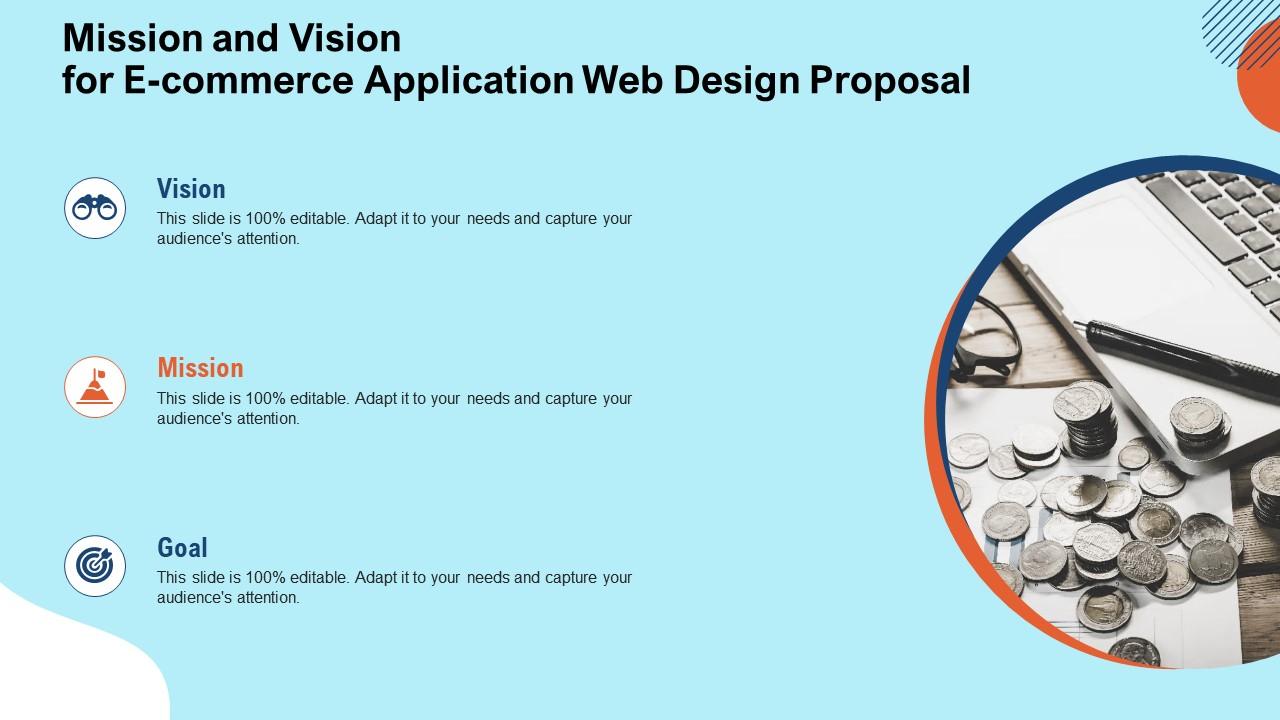 Mission and Vision
for E-commerce Application Web Design Proposal
Vision
This slide is 100% editable. Adapt it to your needs and capture your
audience's attention.
Mission
This slide is 100% editable. Adapt it to your needs and capture your
audience's attention.
Goal
This slide is 100% editable. Adapt it to your needs and capture your
audience's attention.